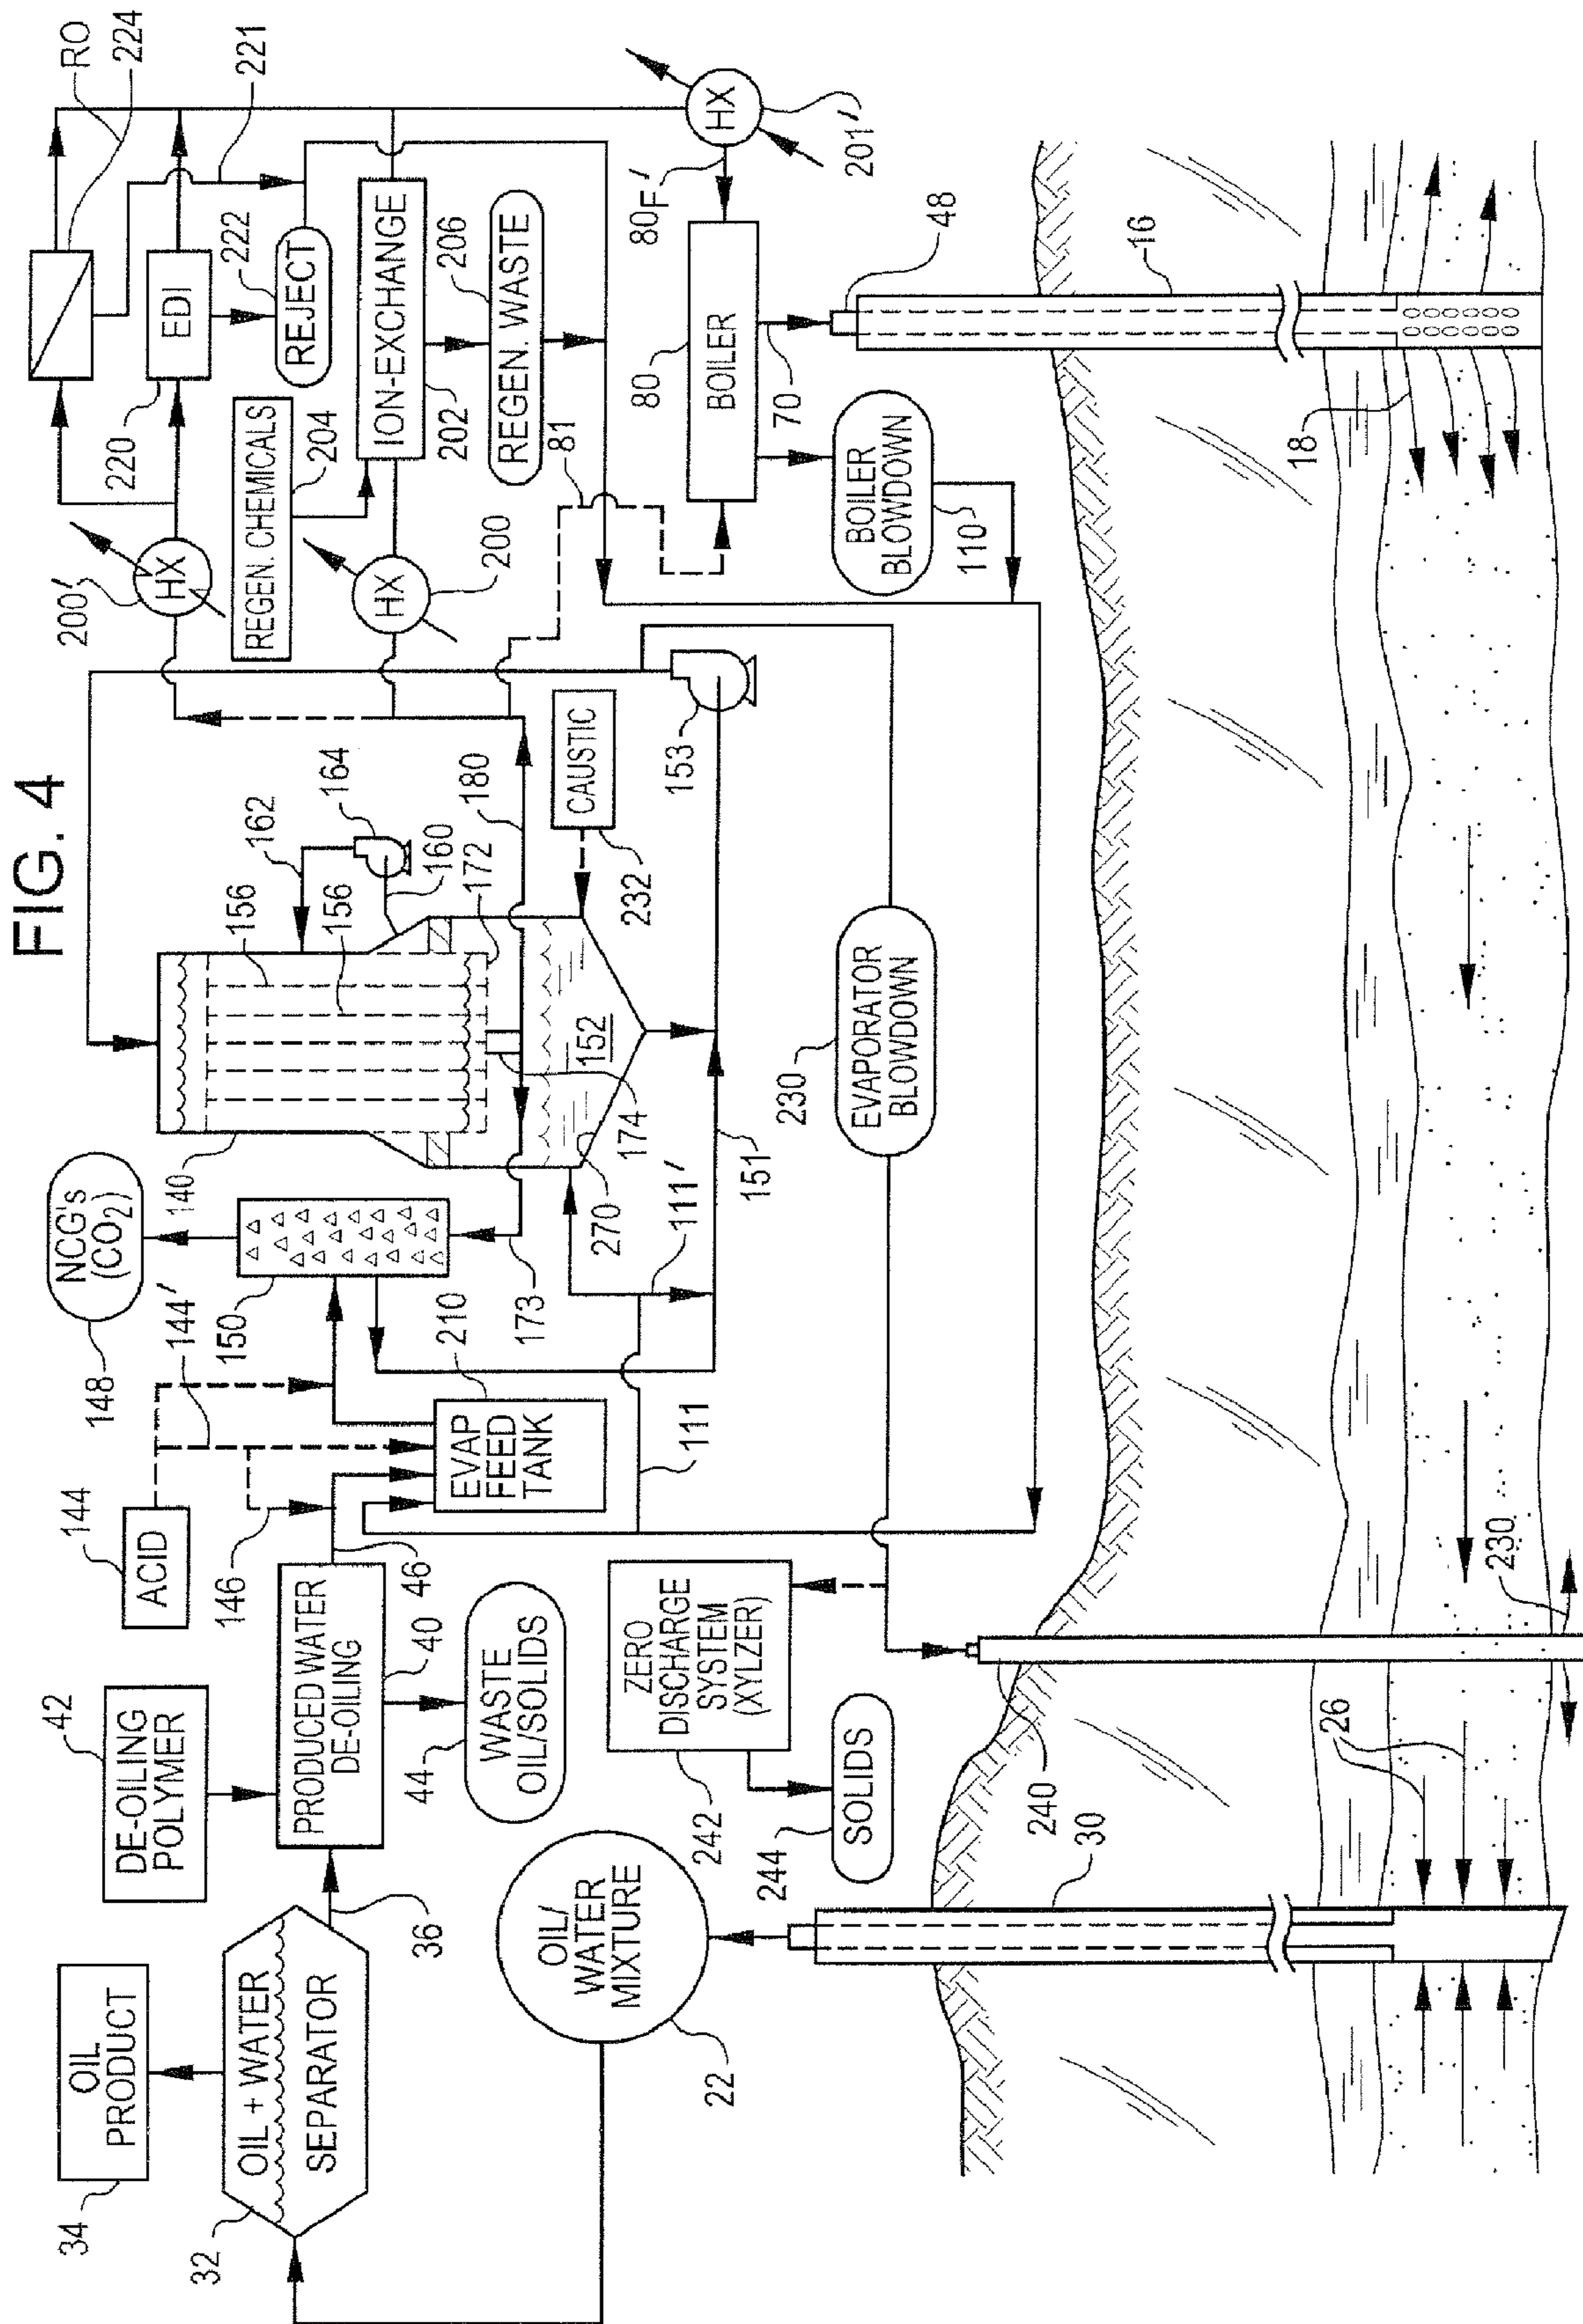 FIG. 4
34
OIL
PRODUCT
32
OIL + WATER
SEPARATOR
36
42
DE-OILING
POLYMER
PRODUCED WATER
DE-OILING
40
44
WASTE
OIL/SOLIDS
46
144
ACID
146
144'
148
NCG's
(CO2)
150
210
EVAP
FEED
TANK
173
111
111'
140
270
174
151
152
156
156
162
164
160
180
172
CAUSTIC
232
153
200'
HX
220
EDI
RO
224
221
222
REJECT
REGEN. CHEMICALS
204
HX
200
ION-EXCHANGE
202
206
REGEN. WASTE
81
80F'
HX
201'
80
BOILER
70
48
BOILER
BLOWDOWN
110
22
OIL/
WATER
MIXTURE
242
ZERO
DISCHARGE
SYSTEM
(XYLZER)
244
SOLIDS
230
EVAPORATOR
BLOWDOWN
240
30
26
230
18
16